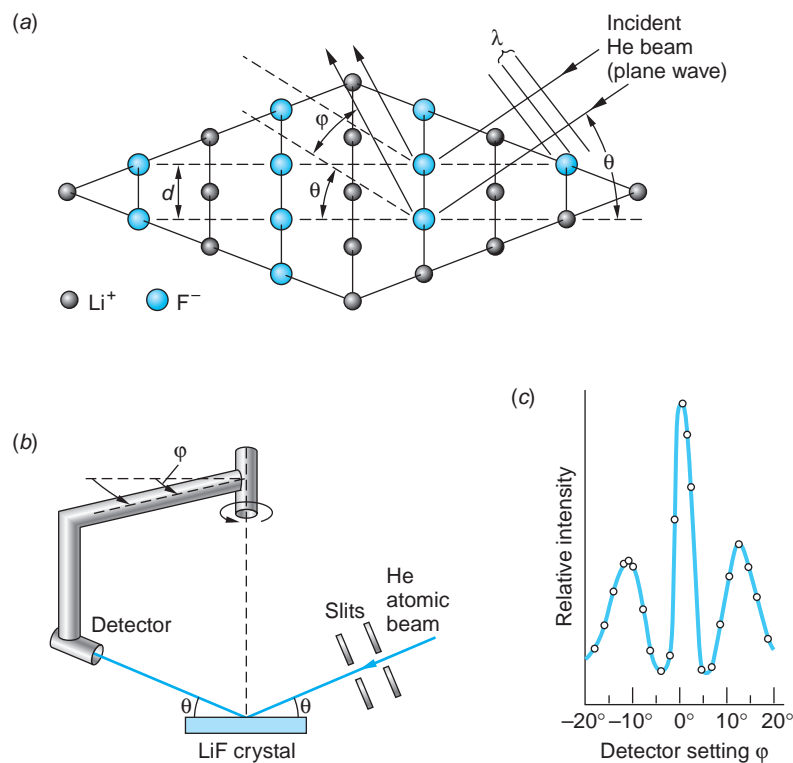 (a)
λ
Incident
He beam
(plane wave)
φ
θ
θ
d
Li⁺
F⁻
(b)
φ
Detector
Slits
He
atomic
beam
θ
θ
LiF crystal
(c)
Relative intensity
–20° –10° 0° 10° 20°
Detector setting φ